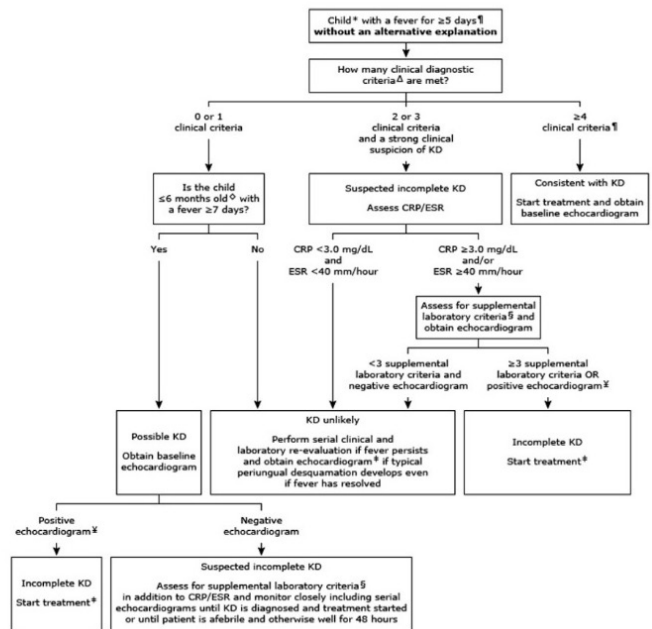 Child* with a fever for ≥5 days¶
without an alternative explanation
How many clinical diagnostic
criteriaΔ are met?
0 or 1
clinical criteria
2 or 3
clinical criteria
and a strong clinical
suspicion of KD
≥4
clinical criteria¶
Is the child
≤6 months old◇ with
a fever ≥7 days?
Suspected incomplete KD
Assess CRP/ESR
Consistent with KD
Start treatment and obtain
baseline echocardiogram
Yes
No
CRP <3.0 mg/dL
and
ESR <40 mm/hour
CRP ≥3.0 mg/dL
and/or
ESR ≥40 mm/hour
Assess for supplemental
laboratory criteria§ and
obtain echocardiogram
<3 supplemental
laboratory criteria and
negative echocardiogram
≥3 supplemental
laboratory criteria OR
positive echocardiogram¥
Possible KD
Obtain baseline
echocardiogram
KD unlikely
Perform serial clinical and
laboratory re-evaluation if fever persists
and obtain echocardiogram* if typical
periungual desquamation develops even
if fever has resolved
Incomplete KD
Start treatment*
Positive
echocardiogram¥
Negative
echocardiogram
Incomplete KD
Start treatment*
Suspected incomplete KD
Assess for supplemental laboratory criteria§
in addition to CRP/ESR and monitor closely including serial
echocardiograms until KD is diagnosed and treatment started
or until patient is afebrile and otherwise well for 48 hours